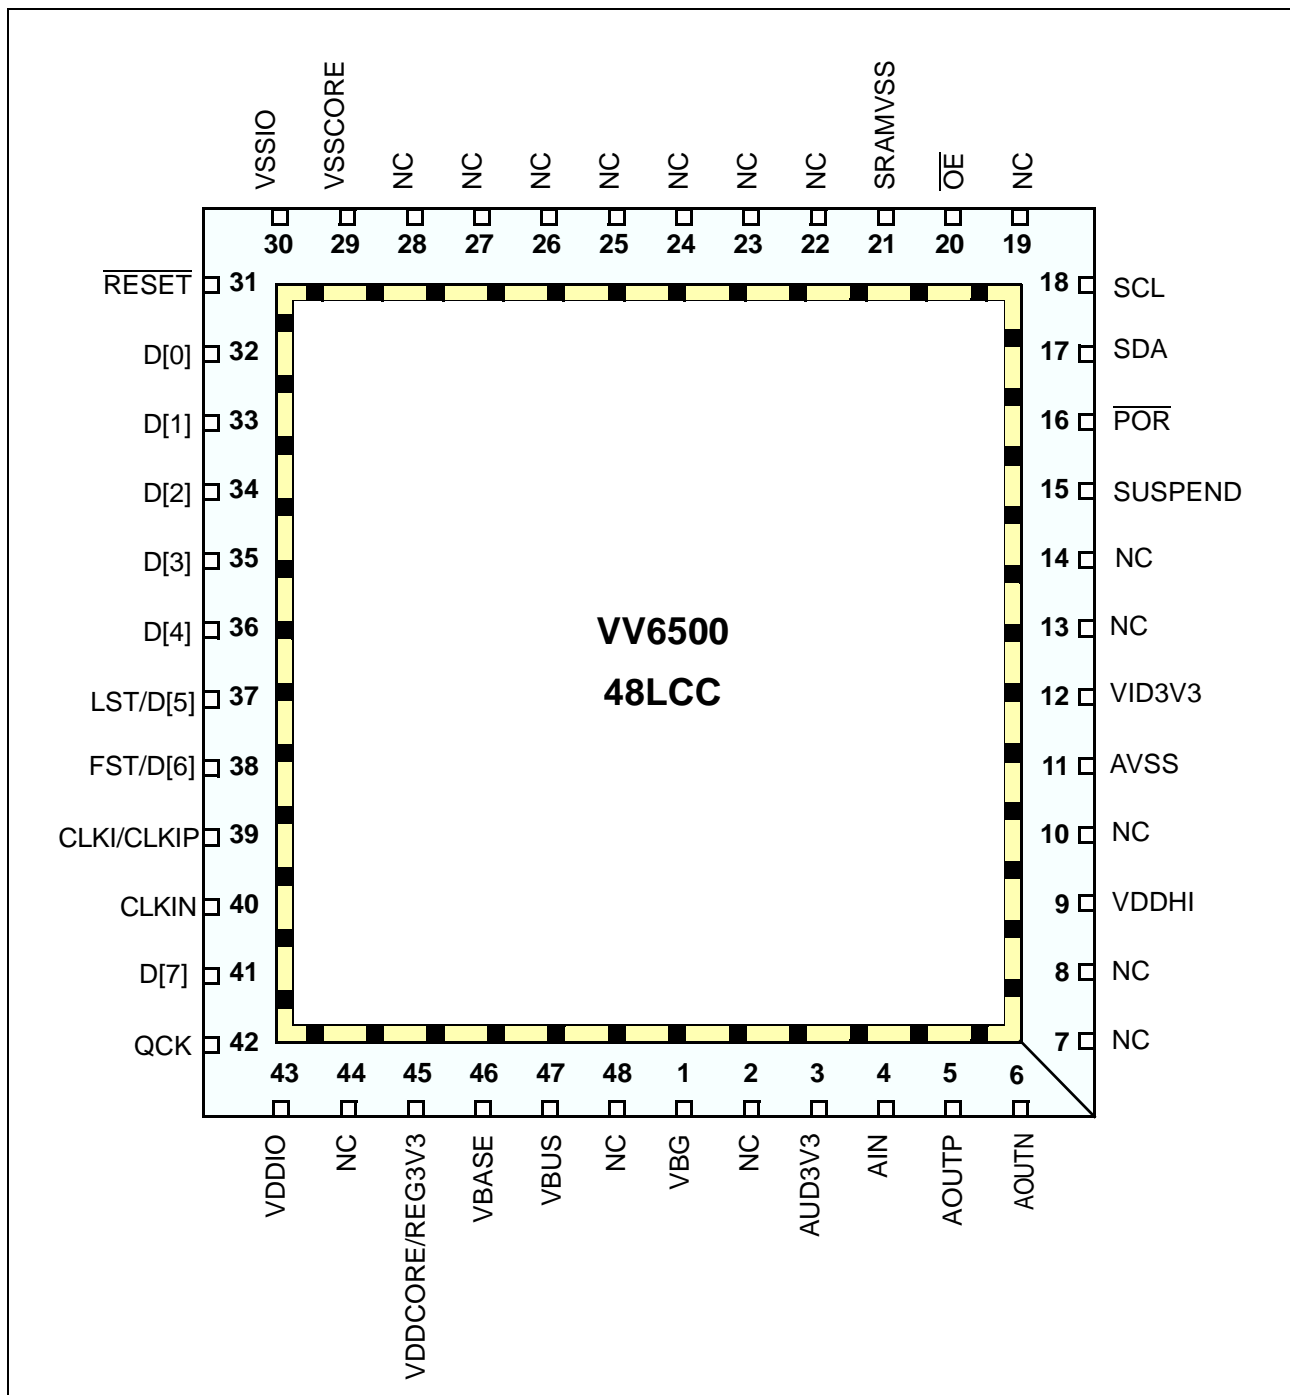 VSSIO
VSSCORE
NC
NC
NC
NC
NC
NC
NC
SRAMVSS
OE
NC
30
29
28
27
26
25
24
23
22
21
20
19
RESET 31
D[0] 32
D[1] 33
D[2] 34
D[3] 35
D[4] 36
LST/D[5] 37
FST/D[6] 38
CLKI/CLKIP 39
CLKIN 40
D[7] 41
QCK 42
VV6500
48LCC
18 SCL
17 SDA
16 POR
15 SUSPEND
14 NC
13 NC
12 VID3V3
11 AVSS
10 NC
9 VDDHI
8 NC
7 NC
43
44
45
46
47
48
1
2
3
4
5
6
VDDIO
NC
VDDCORE/REG3V3
VBASE
VBUS
NC
VBG
NC
AUD3V3
AIN
AOUTP
AOUTN